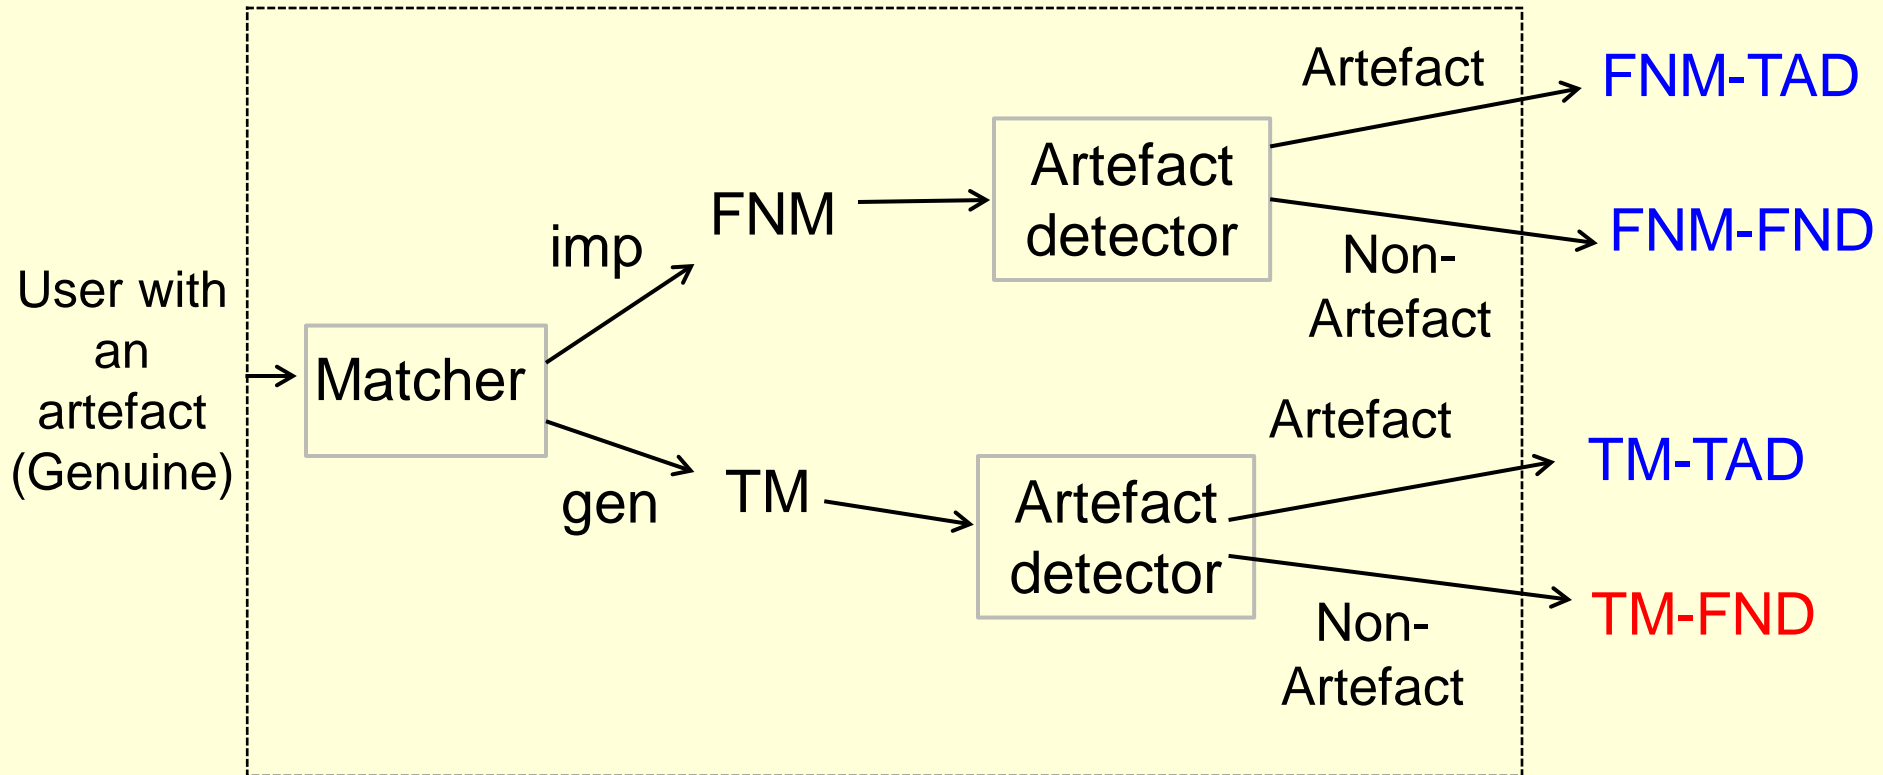 User with
an
artefact
(Genuine)
Matcher
imp
FNM
gen
TM
Artefact
detector
Artefact
FNM-TAD
Non-
Artefact
FNM-FND
Artefact
detector
Artefact
TM-TAD
Non-
Artefact
TM-FND